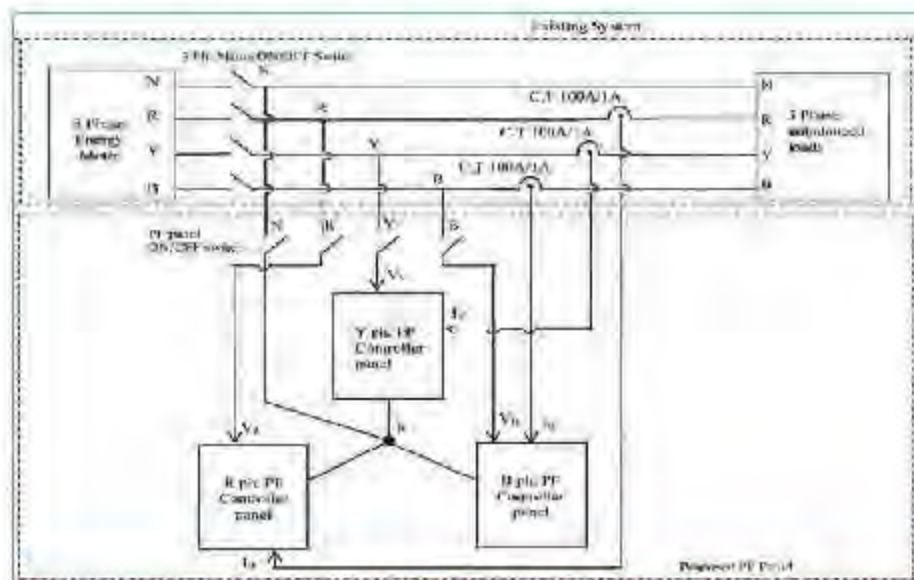 Existing System
3 Ph. Mains ON/OFF Switch
N
N
N
C.T 100A/1A
R
R
R
3 Phase
Energy
Meter
3 Phase
unbalanced
loads
C.T 100A/1A
Y
Y
Y
C.T 100A/1A
B
B
B
PF panel
ON/OFF switch
N
R
Y
B
Y ph. PF
Controller
panel
R ph. PF
Controller
panel
B ph. PF
Controller
panel
Proposed PF Panel